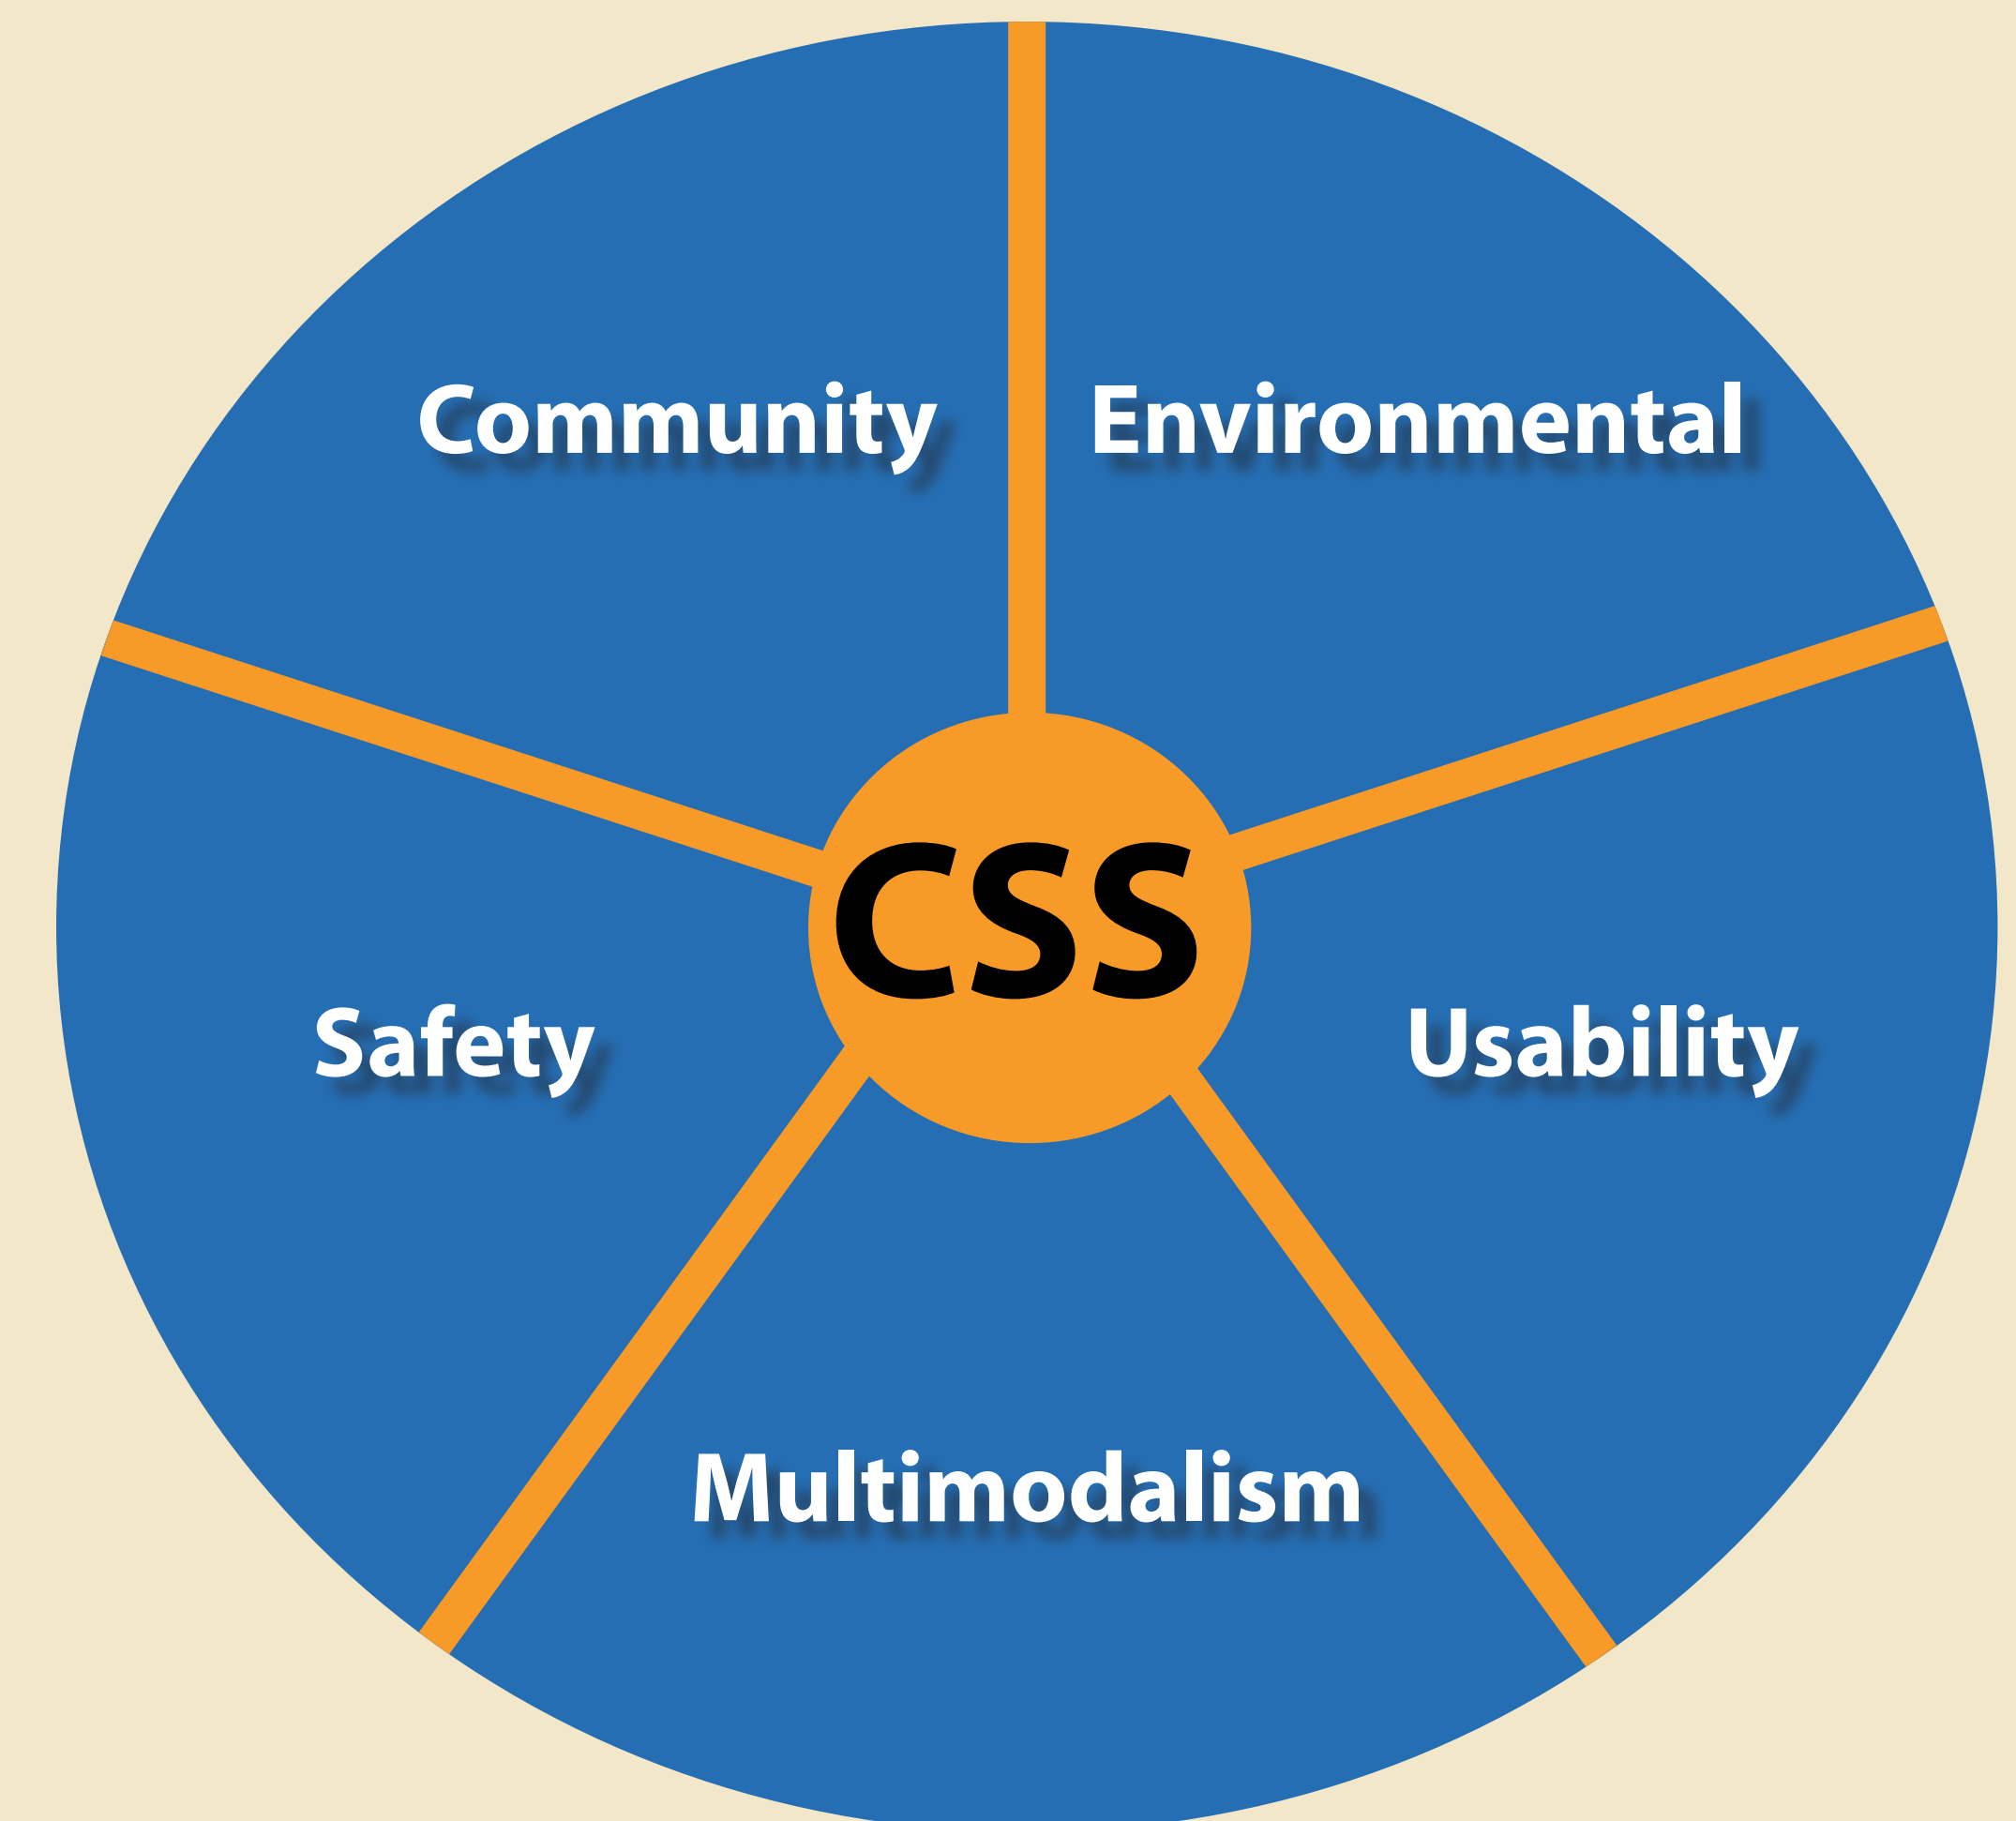 Community
Environmental
CSS
Safety
Usability
Multimodalism